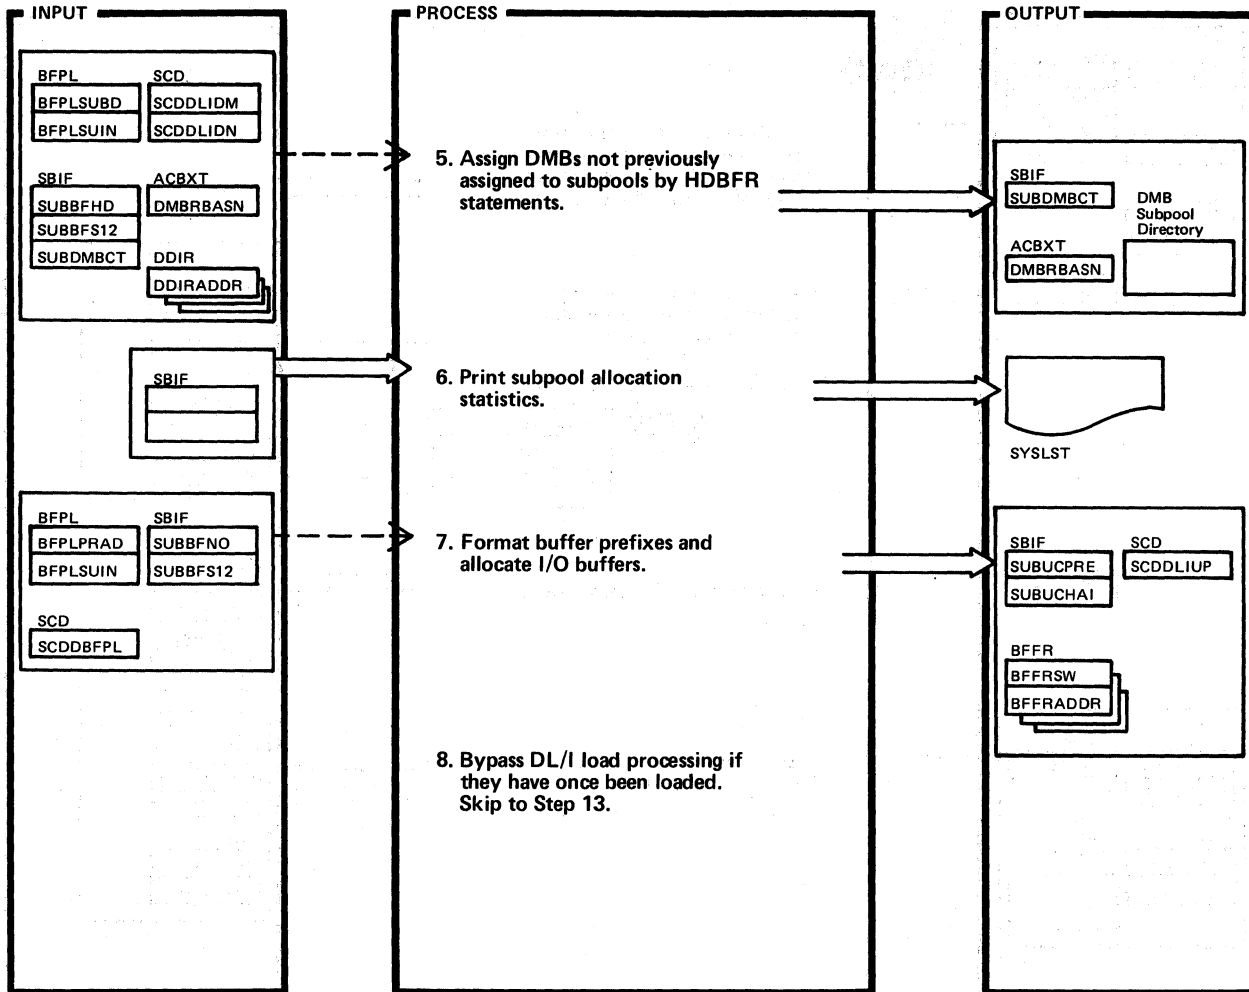 INPUT
PROCESS
OUTPUT
BFPL
BFPLSUBD
BFPLSUIN
SCD
SCDDLIDM
SCDDLIDN
SBIF
SUBBFHD
SUBBFS12
SUBDMBCT
ACBXT
DMBRBASN
DDIR
DDIRADDR
5. Assign DMBs not previously
assigned to subpools by HDBFR
statements.
SBIF
SUBDMBCT
DMB
Subpool
Directory
ACBXT
DMBRBASN
SBIF
6. Print subpool allocation
statistics.
SYSLST
BFPL
BFPLPRAD
BFPLSUIN
SBIF
SUBBFNO
SUBBFS12
SCD
SCDDBFPL
7. Format buffer prefixes and
allocate I/O buffers.
SBIF
SUBUCPRE
SUBUCHAI
SCD
SCDDLIUP
BFFR
BFFRSW
BFFRADDR
8. Bypass DL/I load processing if
they have once been loaded.
Skip to Step 13.